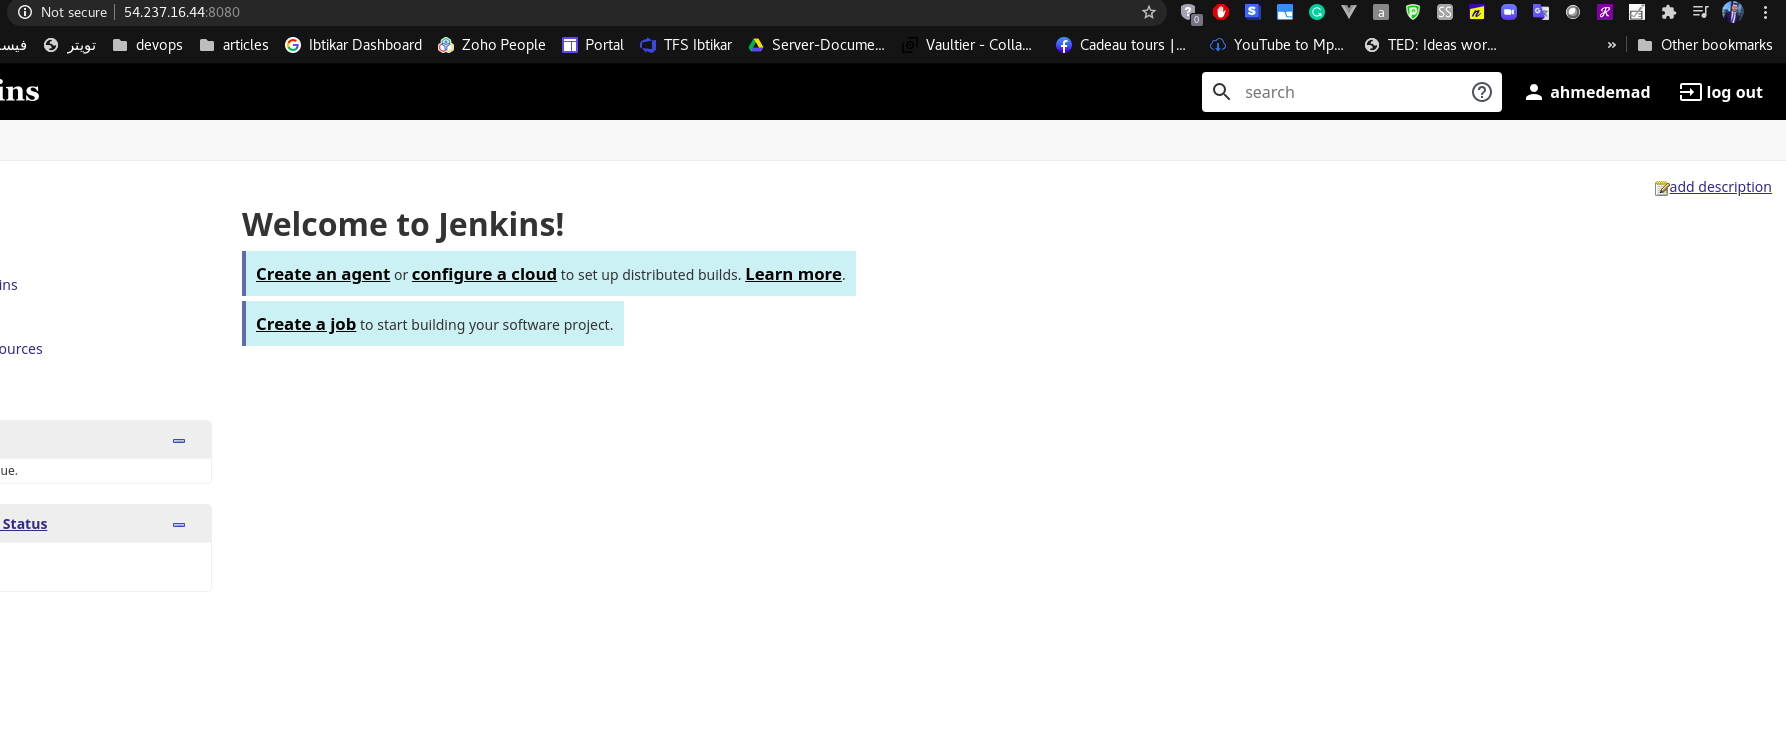 Not secure 54.237.16.44:8080
0
فيس تويتر devops articles Ibtikar Dashboard Zoho People Portal TFS Ibtikar Server-Docume... Vaultier - Colla... Cadeau tours |... YouTube to Mp... TED: Ideas wor... » Other bookmarks
ins search ahmedemad log out
add description
Welcome to Jenkins!
Create an agent or configure a cloud to set up distributed builds. Learn more.
ins
Create a job to start building your software project.
ources
ue.
Status